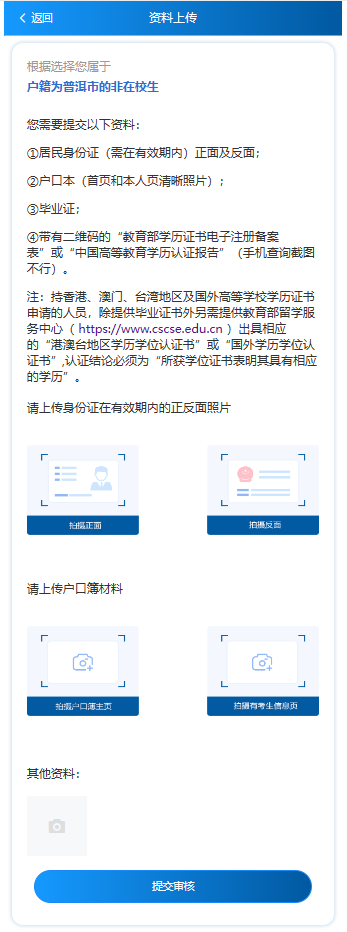 返回
资料上传
根据选择您属于
户籍为普洱市的非在校生
您需要提交以下资料：
①居民身份证（需在有效期内）正面及反面；
②户口本（首页和本人页清晰照片）；
③毕业证；
④带有二维码的“教育部学历证书电子注册备案
表”或“中国高等教育学历认证报告”（手机查询截图
不行）。
注：持香港、澳门、台湾地区及国外高等学校学历证书
申请的人员，除提供毕业证书外另需提供教育部留学服
务中心（ https://www.cscse.edu.cn ）出具相应
的“港澳台地区学历学位认证书”或“国外学历学位认
证书”,认证结论必须为“所获学位证书表明其具有相应
的学历”。
请上传身份证在有效期内的正反面照片
拍摄正面
拍摄反面
请上传户口簿材料
拍摄户口簿主页
拍摄有考生信息页
其他资料：
提交审核